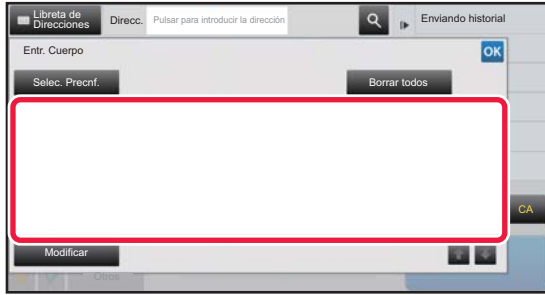 Libreta de
Direcciones
Direcc.
Pulsar para introducir la dirección
Enviando historial
Entr. Cuerpo
OK
Selec. Precnf.
Borrar todos
CA
Modificar
Otros